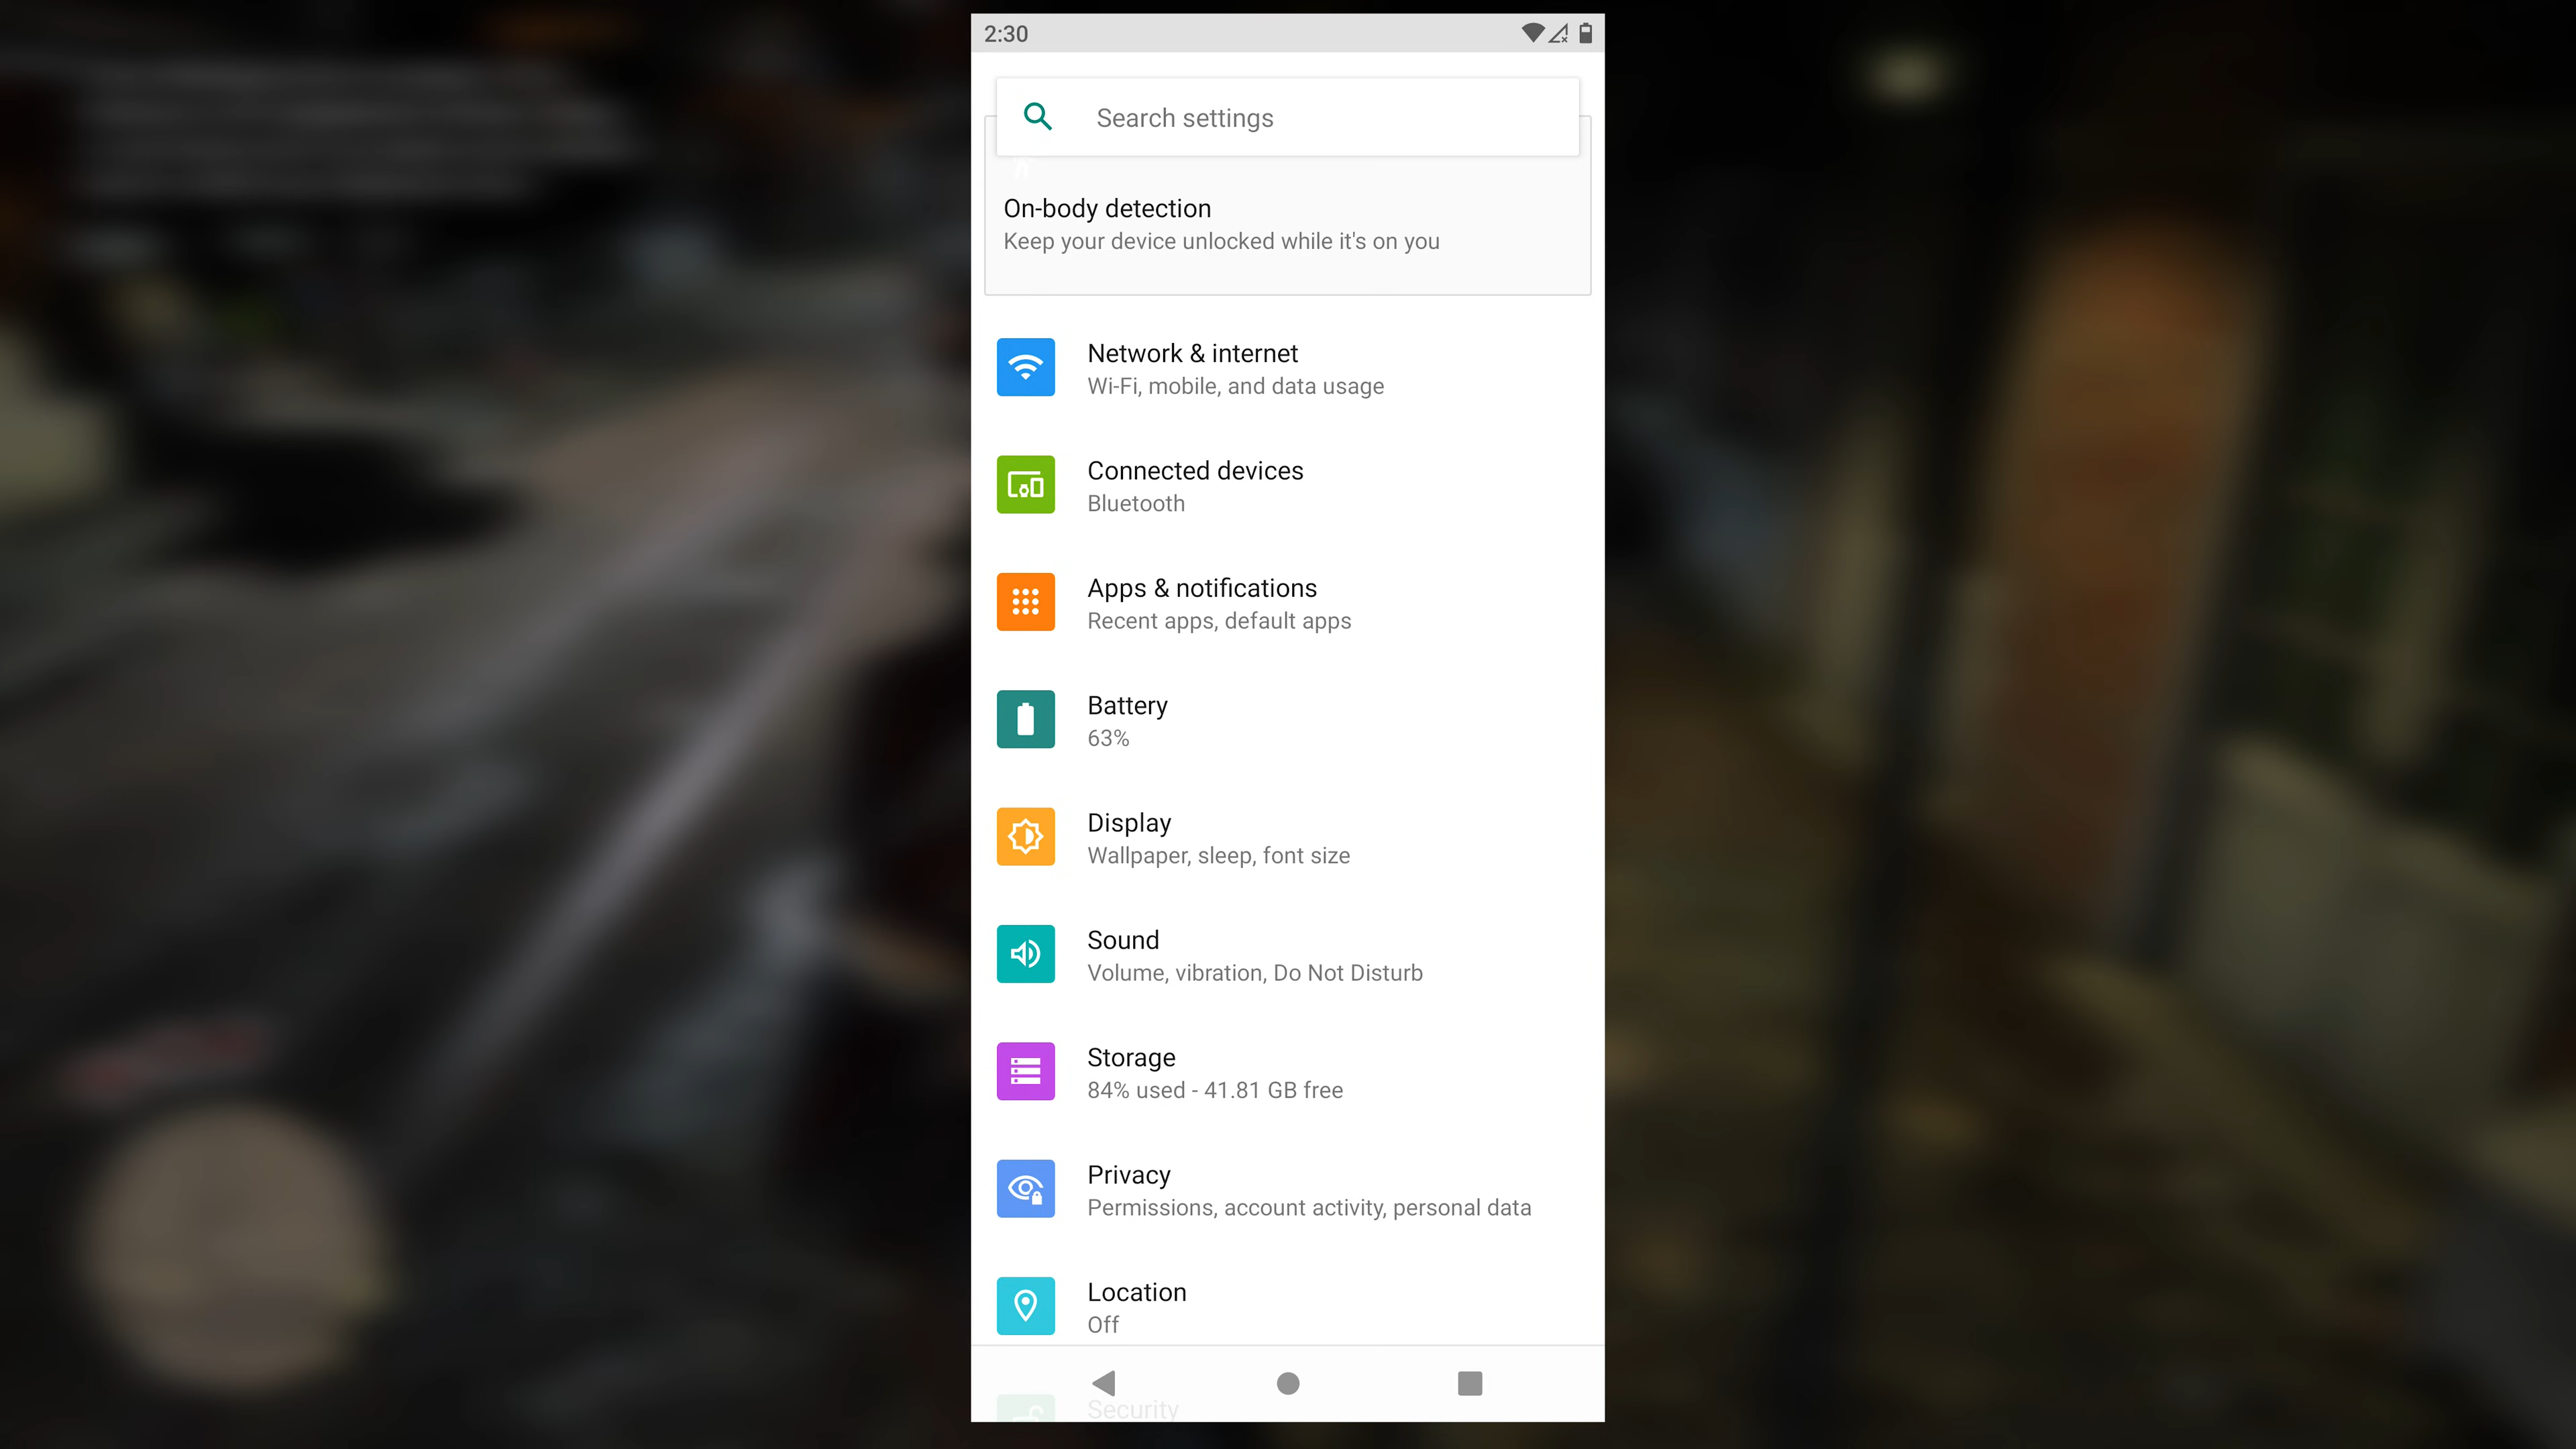 2:30
Search settings
On-body detection
Keep your device unlocked while it's on you
Network & internet
Wi-Fi, mobile, and data usage
Connected devices
Bluetooth
Apps & notifications
Recent apps, default apps
Battery
63%
Display
Wallpaper, sleep, font size
Sound
Volume, vibration, Do Not Disturb
Storage
84% used - 41.81 GB free
Privacy
Permissions, account activity, personal data
Location
Off
Security